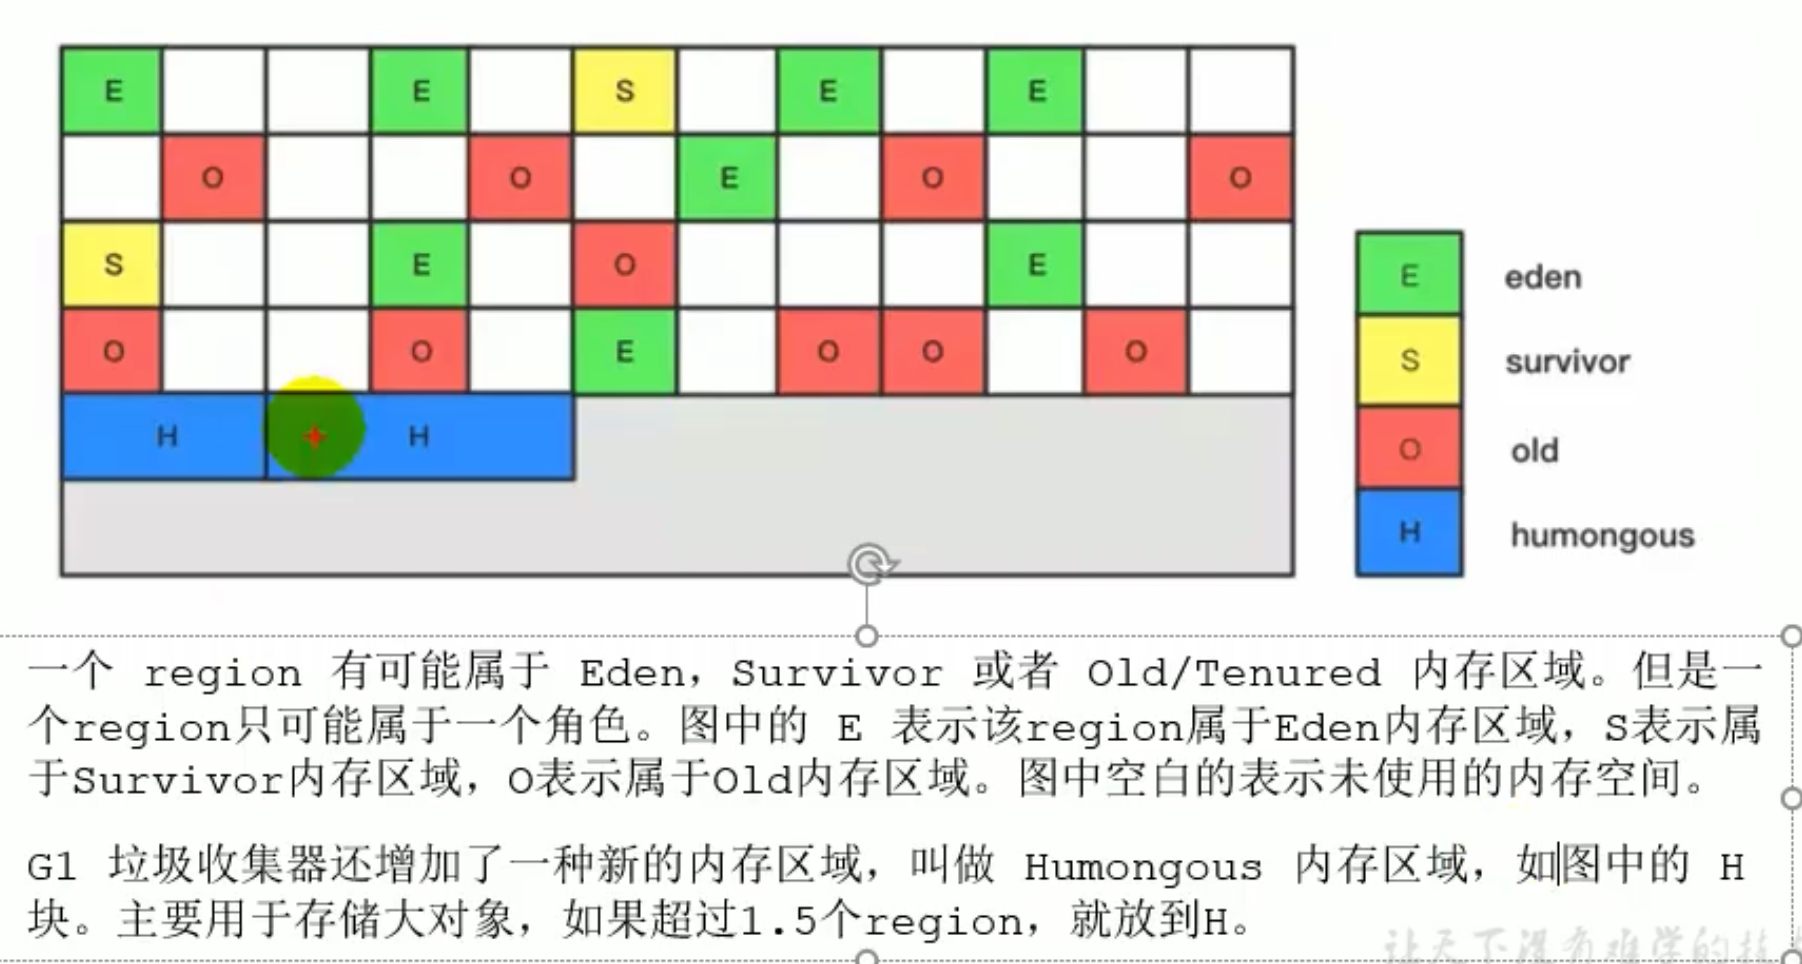 E E S E E
O O E O O
S E O E
O O E O O O
H H
E eden
S survivor
O old
H humongous
一个 region 有可能属于 Eden，Survivor 或者 Old/Tenured 内存区域。但是一
个region只可能属于一个角色。图中的 E 表示该region属于Eden内存区域，S表示属
于Survivor内存区域，O表示属于Old内存区域。图中空白的表示未使用的内存空间。
G1 垃圾收集器还增加了一种新的内存区域，叫做 Humongous 内存区域，如图中的 H
块。主要用于存储大对象，如果超过1.5个region，就放到H。
让天下没有难学的技